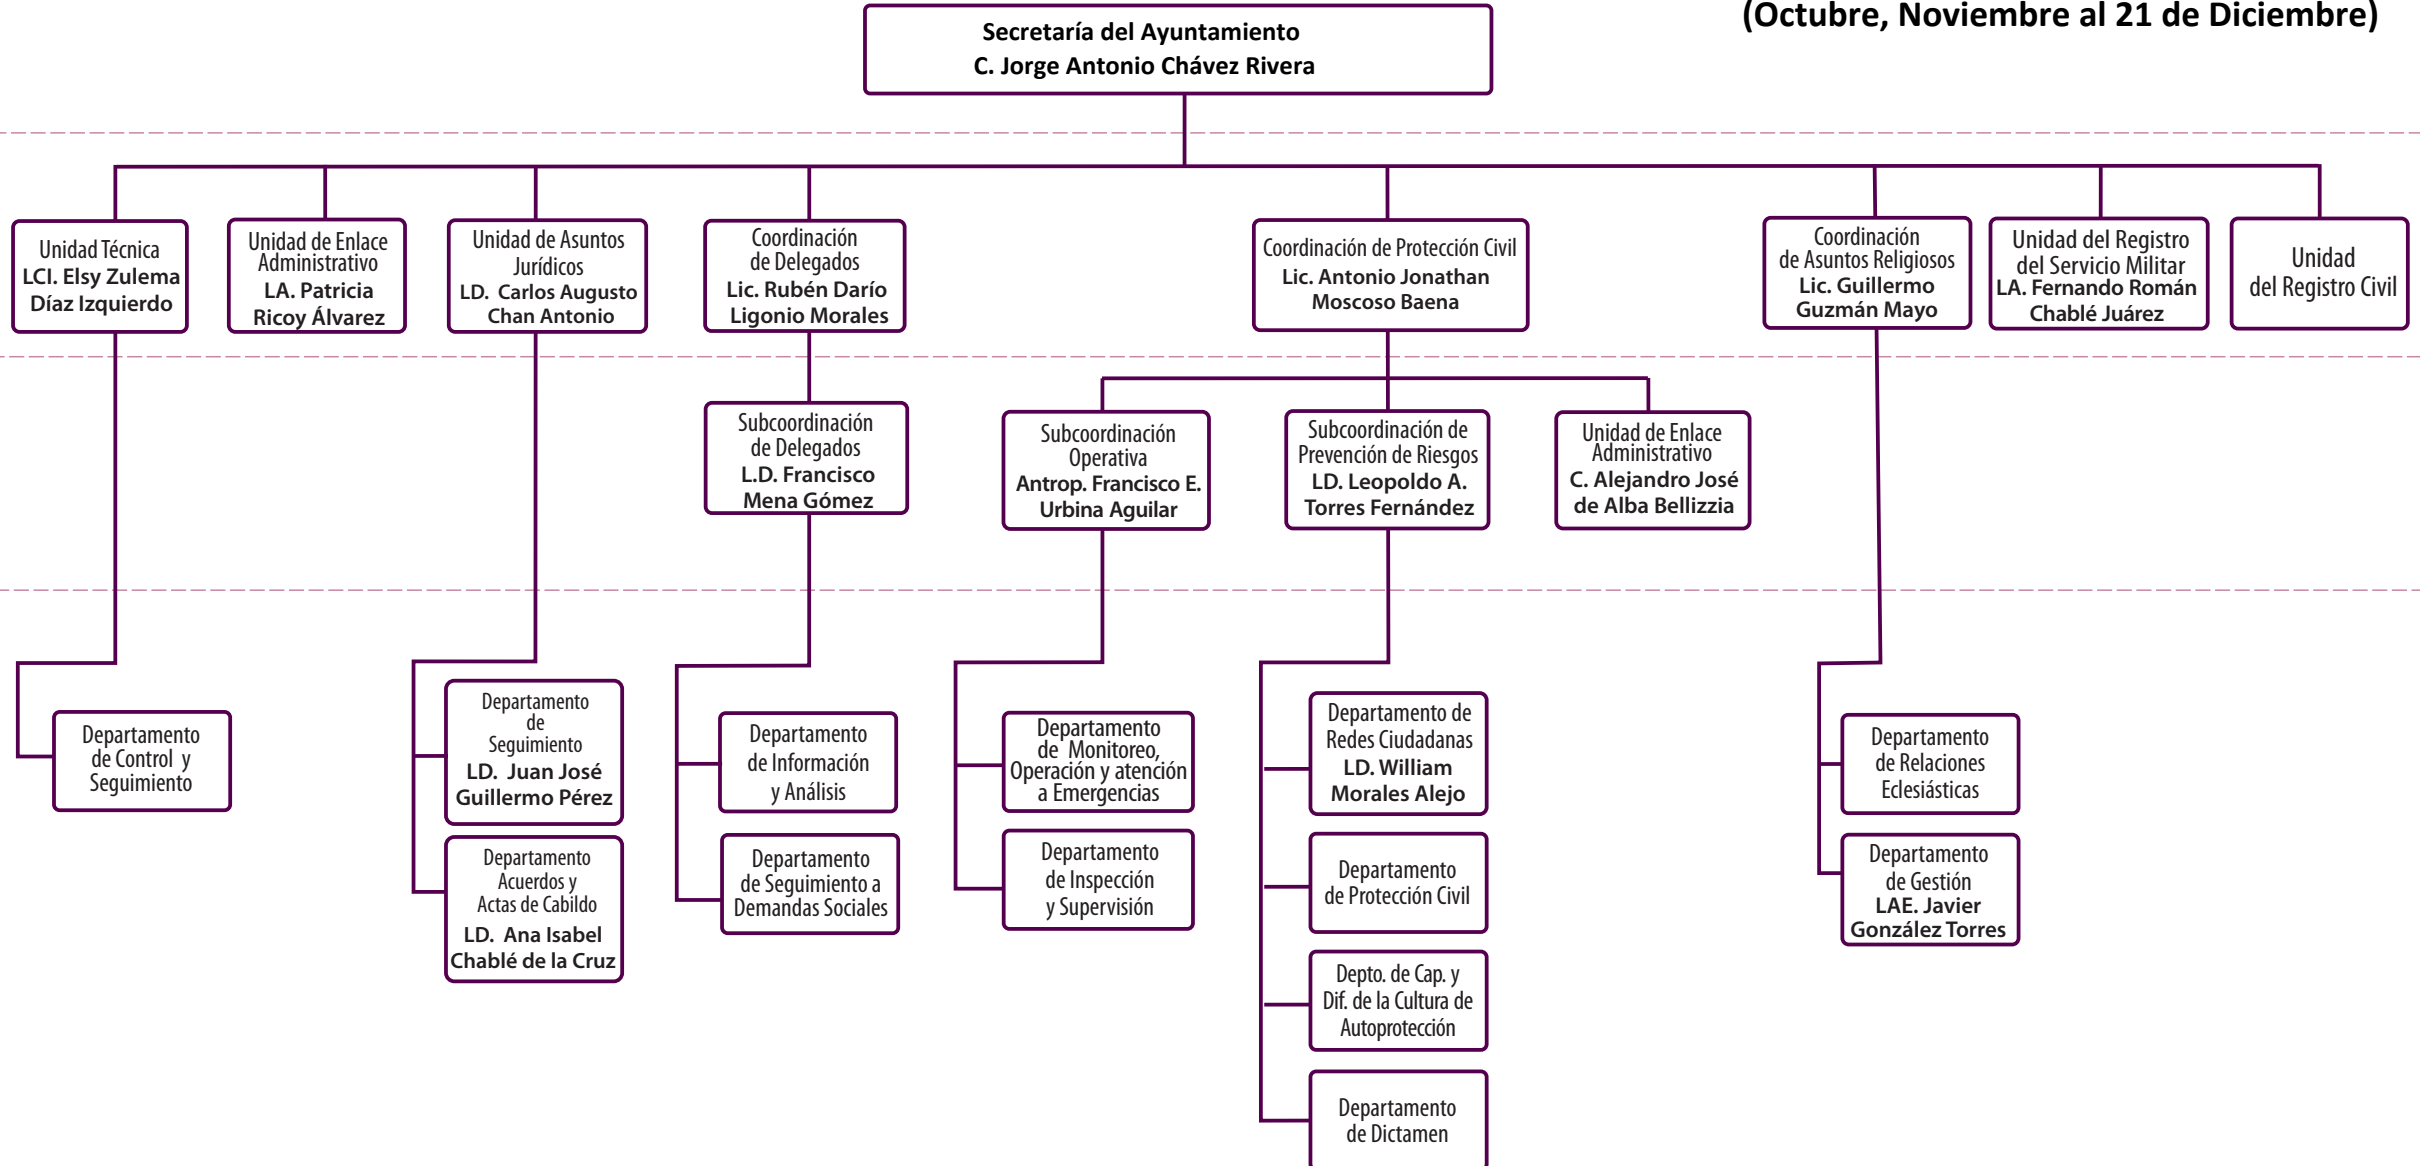 (Octubre, Noviembre al 21 de Diciembre)
Secretaría del Ayuntamiento
C. Jorge Antonio Chávez Rivera
Unidad Técnica
LCI. Elsy Zulema
Díaz Izquierdo
Unidad de Enlace
Administrativo
LA. Patricia
Ricoy Álvarez
Unidad de Asuntos
Jurídicos
LD. Carlos Augusto
Chan Antonio
Coordinación
de Delegados
Lic. Rubén Darío
Ligonio Morales
Coordinación de Protección Civil
Lic. Antonio Jonathan
Moscoso Baena
Coordinación
de Asuntos Religiosos
Lic. Guillermo
Guzmán Mayo
Unidad del Registro
del Servicio Militar
LA. Fernando Román
Chablé Juárez
Unidad
del Registro Civil
Subcoordinación
de Delegados
L.D. Francisco
Mena Gómez
Subcoordinación
Operativa
Antrop. Francisco E.
Urbina Aguilar
Subcoordinación de
Prevención de Riesgos
LD. Leopoldo A.
Torres Fernández
Unidad de Enlace
Administrativo
C. Alejandro José
de Alba Bellizzia
Departamento
de Control y
Seguimiento
Departamento
de
Seguimiento
LD. Juan José
Guillermo Pérez
Departamento
Acuerdos y
Actas de Cabildo
LD. Ana Isabel
Chablé de la Cruz
Departamento
de Información
y Análisis
Departamento
de Seguimiento a
Demandas Sociales
Departamento
de Monitoreo,
Operación y atención
a Emergencias
Departamento
de Inspección
y Supervisión
Departamento de
Redes Ciudadanas
LD. William
Morales Alejo
Departamento
de Protección Civil
Depto. de Cap. y
Dif. de la Cultura de
Autoprotección
Departamento
de Dictamen
Departamento
de Relaciones
Eclesiásticas
Departamento
de Gestión
LAE. Javier
González Torres